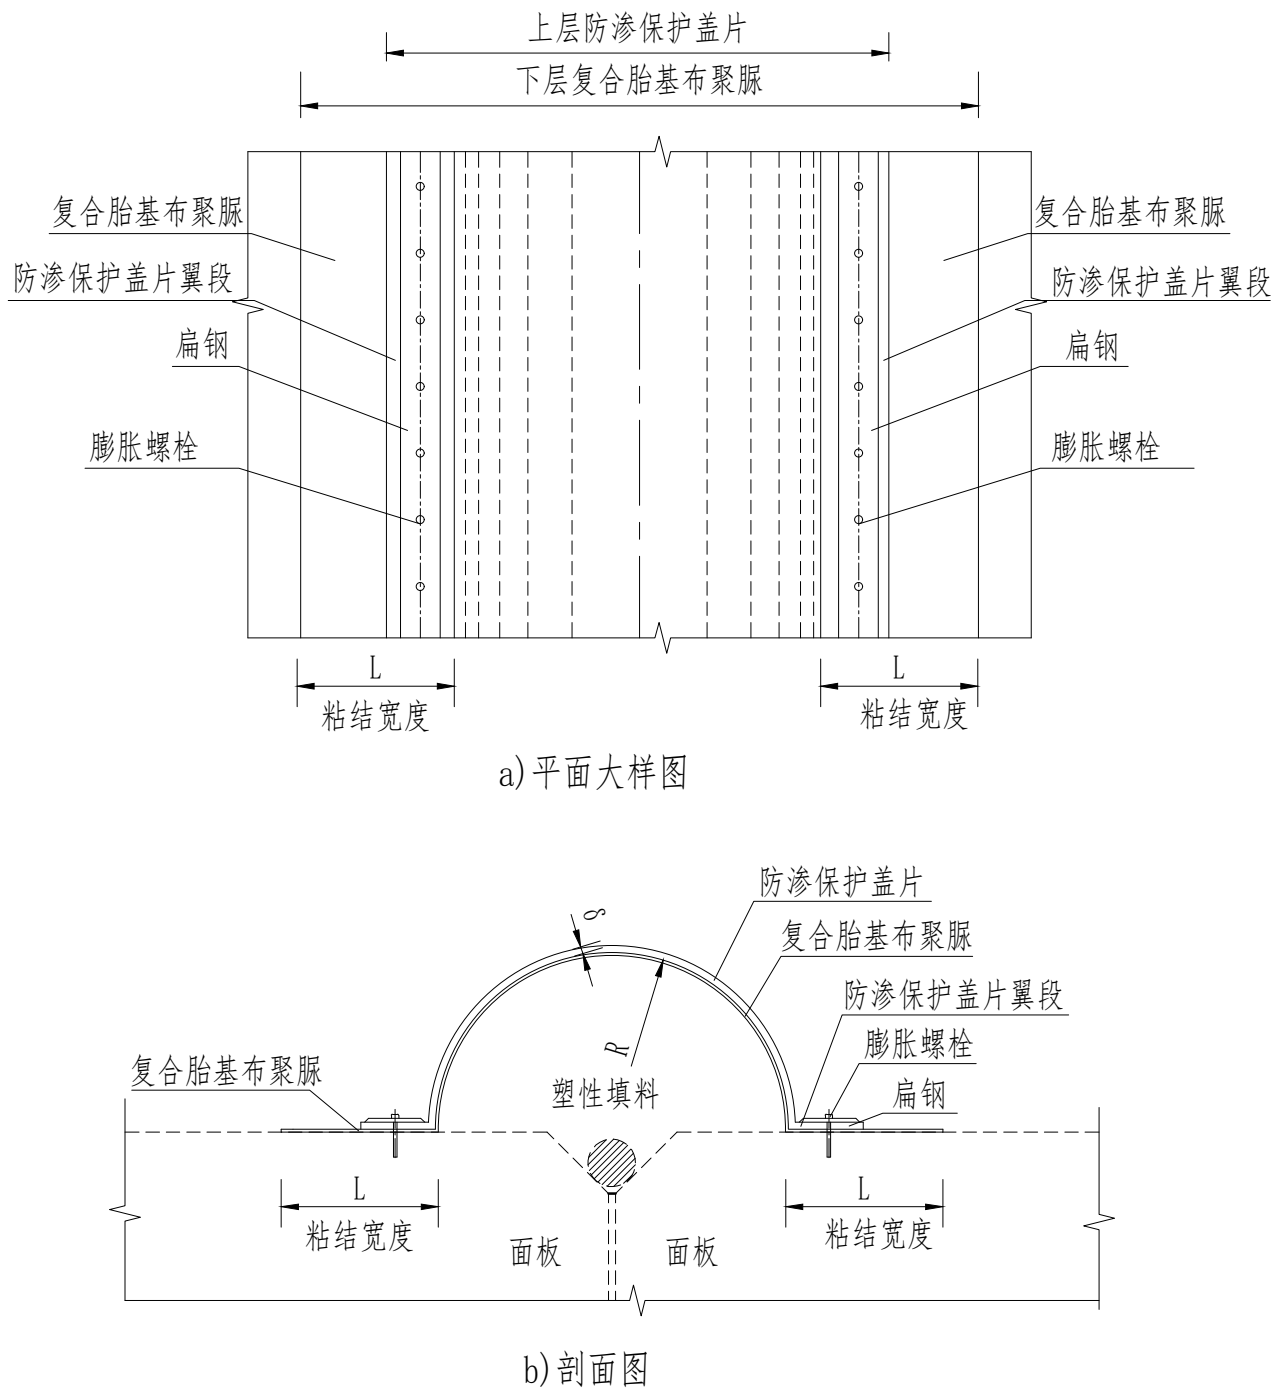 上层防渗保护盖片
下层复合胎基布聚脲
复合胎基布聚脲
复合胎基布聚脲
防渗保护盖片翼段
防渗保护盖片翼段
扁钢
扁钢
膨胀螺栓
膨胀螺栓
L
L
粘结宽度
粘结宽度
a)平面大样图
防渗保护盖片
δ
复合胎基布聚脲
防渗保护盖片翼段
R
膨胀螺栓
复合胎基布聚脲
塑性填料
扁钢
L
L
粘结宽度
粘结宽度
面板
面板
b)剖面图